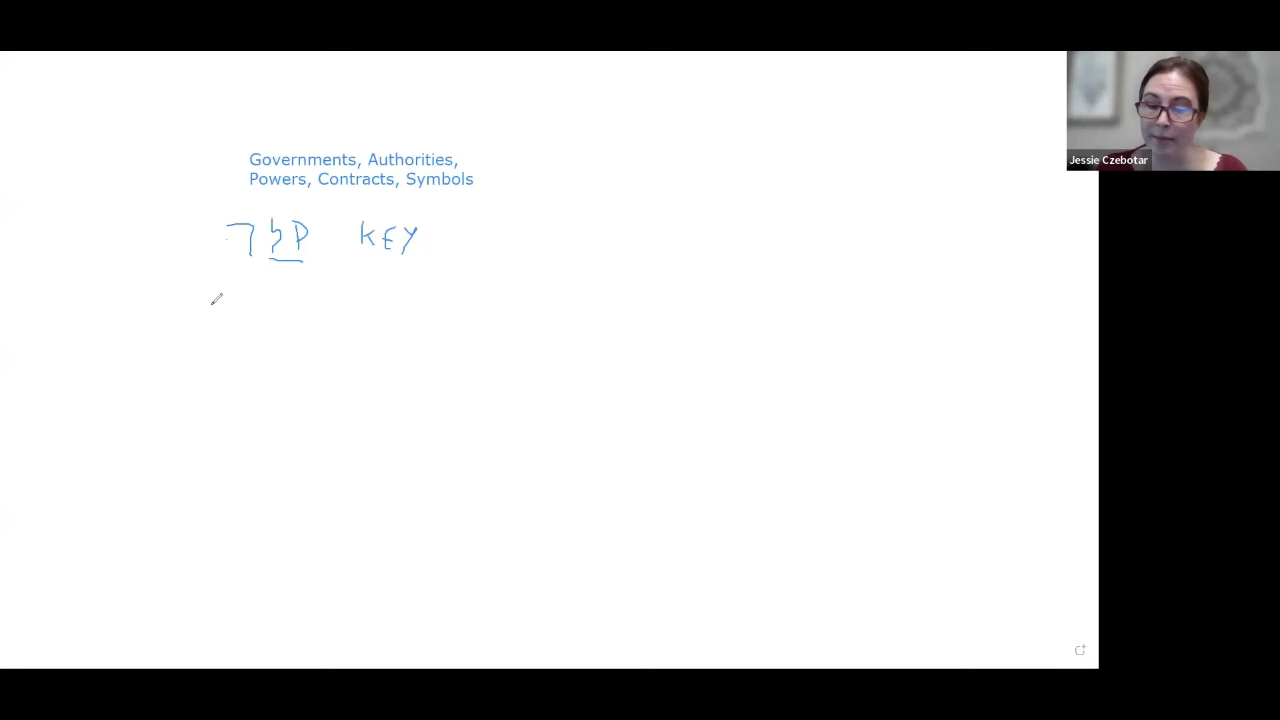 Governments, Authorities,
Powers, Contracts, Symbols
KEY
Jessie Czebotar